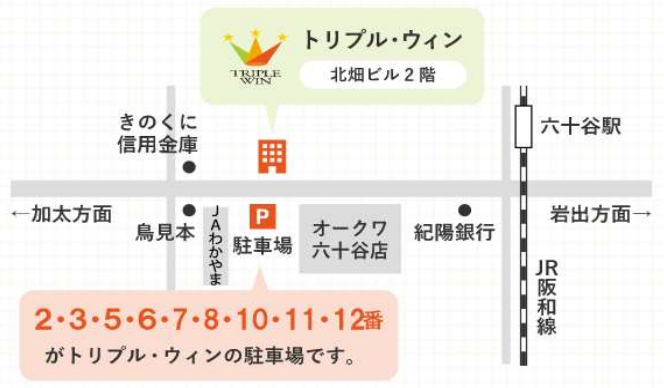 トリプル・ウィン
TRIPLE
WIN
北畑ビル2階
きのくに
信用金庫
六十谷駅
←加太方面
岩出方面→
鳥見本
JAわかやま
P
駐車場
オークワ
六十谷店
紀陽銀行
JR阪和線
2・3・5・6・7・8・10・11・12番
がトリプル・ウィンの駐車場です。